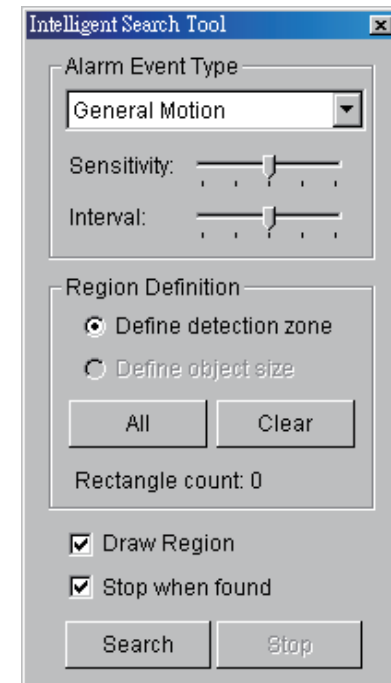 Intelligent Search Tool
Alarm Event Type
General Motion
Sensitivity:
Interval:
Region Definition
Define detection zone
Define object size
All Clear
Rectangle count: 0
Draw Region
Stop when found
Search Stop